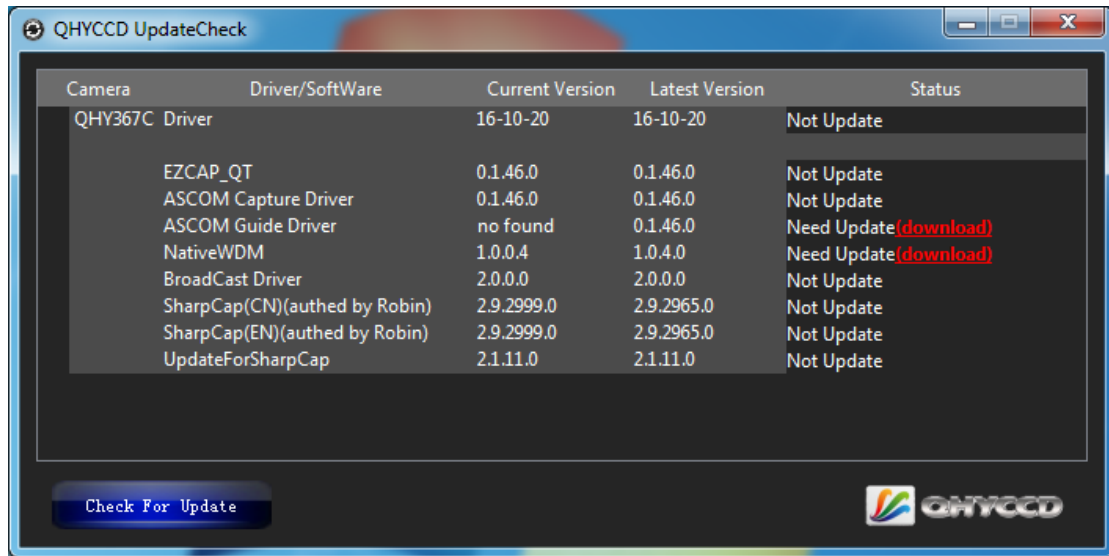 QHYCCD UpdateCheck
Camera Driver/SoftWare Current Version Latest Version Status
QHY367C Driver 16-10-20 16-10-20 Not Update
EZCAP_QT 0.1.46.0 0.1.46.0 Not Update
ASCOM Capture Driver 0.1.46.0 0.1.46.0 Not Update
ASCOM Guide Driver no found 0.1.46.0 Need Update(download)
NativeWDM 1.0.0.4 1.0.4.0 Need Update(download)
BroadCast Driver 2.0.0.0 2.0.0.0 Not Update
SharpCap(CN)(authed by Robin) 2.9.2999.0 2.9.2965.0 Not Update
SharpCap(EN)(authed by Robin) 2.9.2999.0 2.9.2965.0 Not Update
UpdateForSharpCap 2.1.11.0 2.1.11.0 Not Update
Check For Update QHYCCD